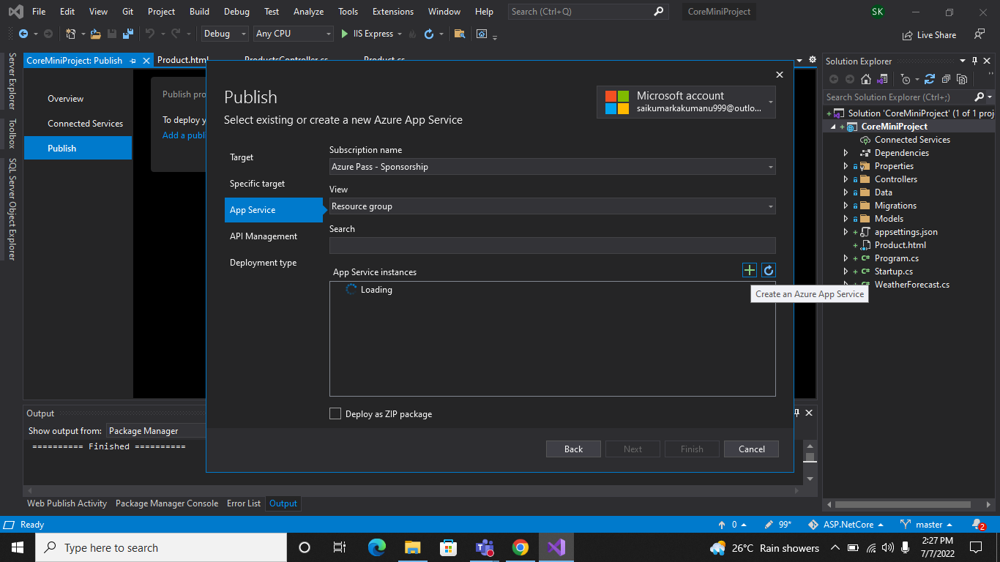 File Edit View Git Project Build Debug Test Analyze Tools Extensions Window Help Search (Ctrl+Q) CoreMiniProject SK
Debug Any CPU IIS Express Live Share
Server Explorer
Toolbox
SQL Server Object Explorer
CoreMiniProject: Publish Product.html ProductsController.cs Product.cs
Overview
Connected Services
Publish
Publish pro
To deploy y
Add a publ
Publish
Select existing or create a new Azure App Service
Microsoft account
saikumarkakumanu999@outlo...
Target
Specific target
App Service
API Management
Deployment type
Subscription name
Azure Pass - Sponsorship
View
Resource group
Search
App Service instances
Loading
Create an Azure App Service
Deploy as ZIP package
Back Next Finish Cancel
Solution Explorer
Search Solution Explorer (Ctrl+;)
Solution 'CoreMiniProject' (1 of 1 proj
CoreMiniProject
Connected Services
Dependencies
Properties
Controllers
Data
Migrations
Models
appsettings.json
Product.html
C# Program.cs
C# Startup.cs
WeatherForecast.cs
Output
Show output from: Package Manager
========== Finished ==========
Web Publish Activity Package Manager Console Error List Output
Ready 0 99* ASP.NetCore master 2
Type here to search 26°C Rain showers 2:27 PM
7/7/2022